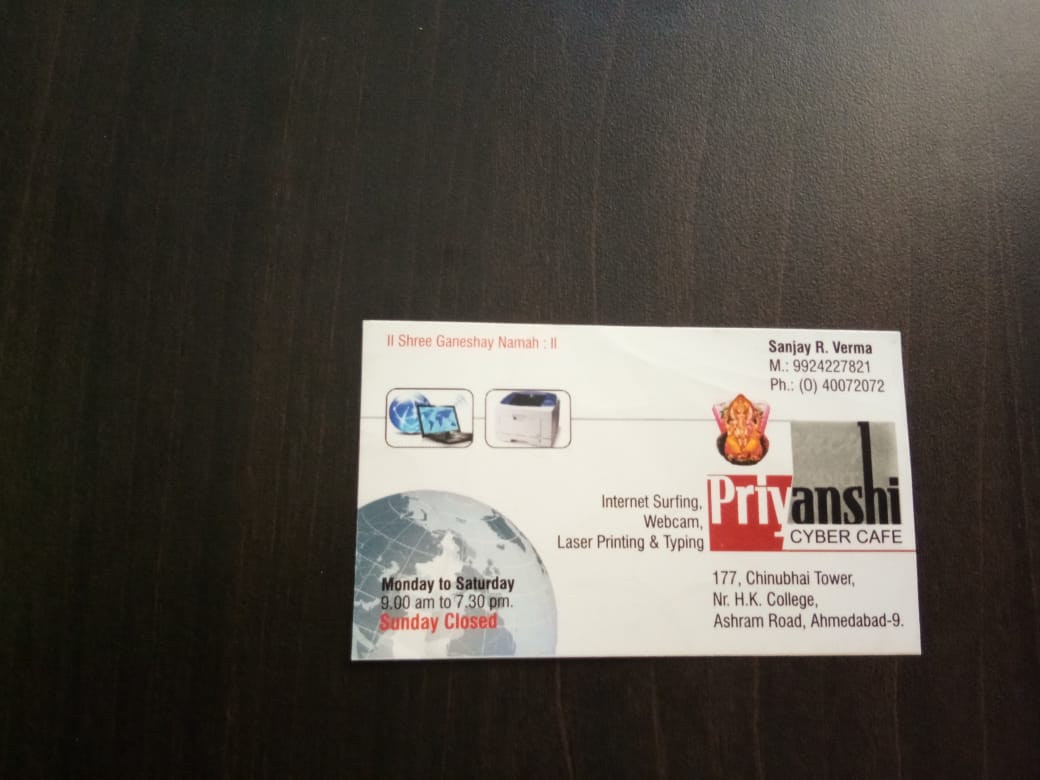 II Shree Ganeshay Namah : II
Sanjay R. Verma
M.: 9924227821
Ph.: (O) 40072072
Internet Surfing,
Webcam,
Laser Printing & Typing
Priyanshi
CYBER CAFE
Monday to Saturday
9.00 am to 7.30 pm.
Sunday Closed
177, Chinubhai Tower,
Nr. H.K. College,
Ashram Road, Ahmedabad-9.